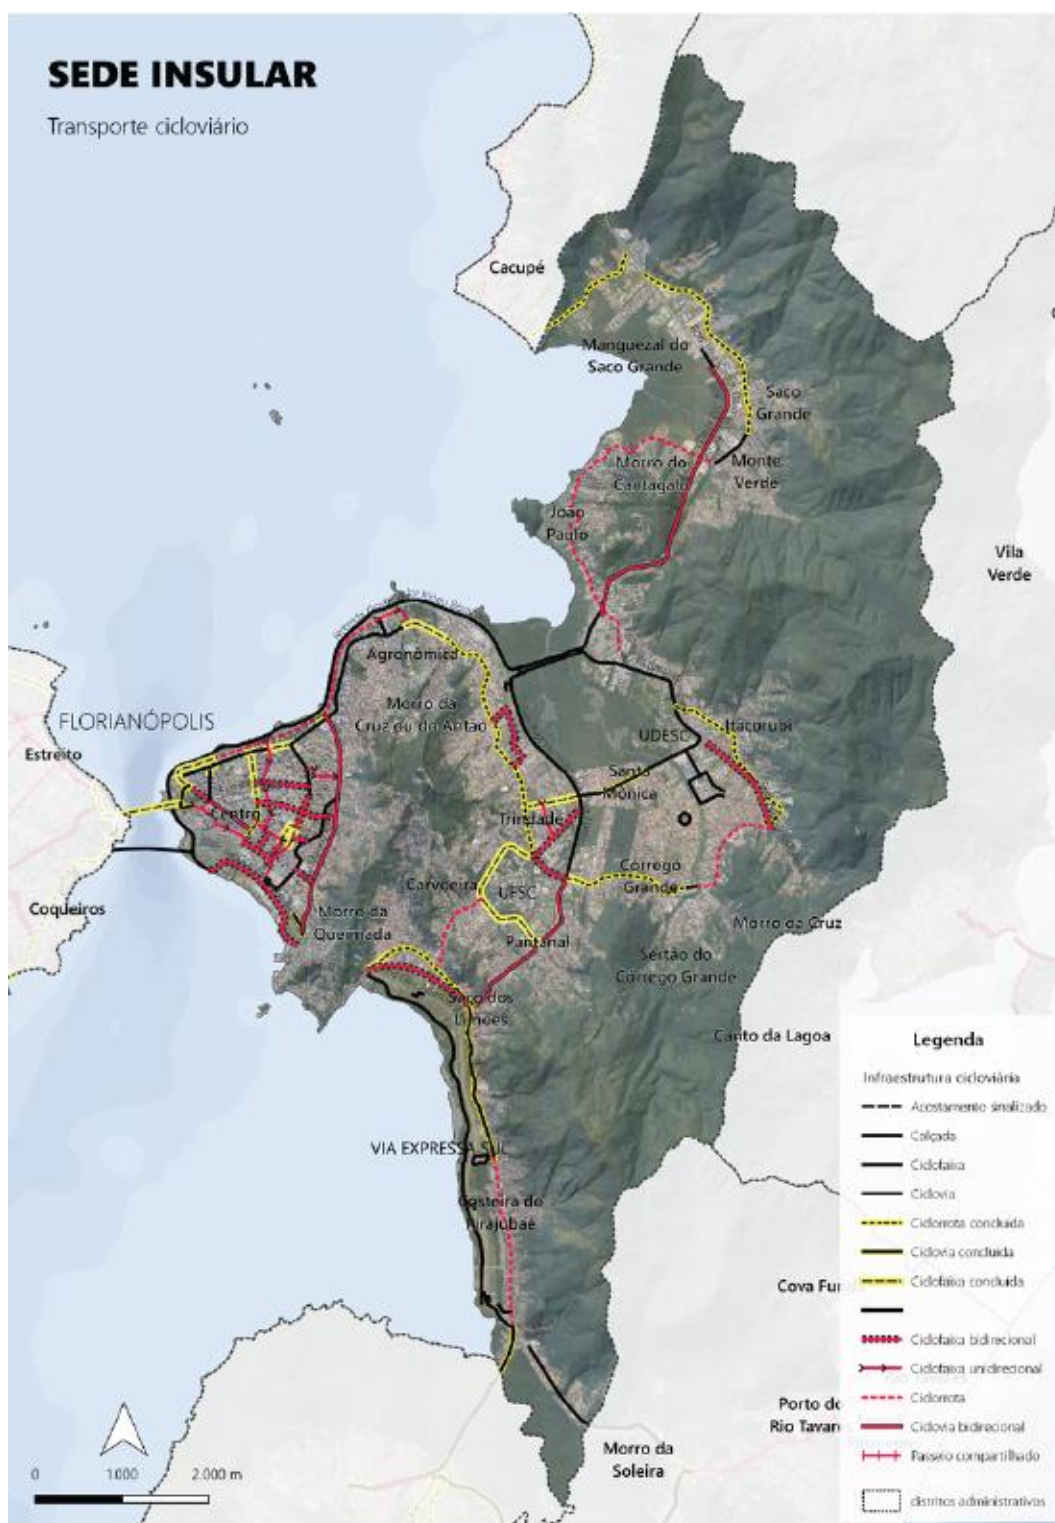 SEDE INSULAR
Transporte cicloviário
Cacupé
Manguezal do
Saco Grande
Saco
Grande
Morro do
Cantagalo
Monte
Verde
João
Paulo
Vila
Verde
Agronômica
Morro da
Cruz ou do Antão
FLORIANÓPOLIS
Estreito
Itacorubi
UDESC
Santa
Mônica
Centro
Trindade
Córrego
Grande
Carvoeira
UFSC
Coqueiros
Morro da
Queimada
Morro da Cruz
Pantanal
Sertão do
Córrego Grande
Saco dos
Limões
Canto da Lagoa
VIA EXPRESSA SUL
Costeira do
Pirajubaé
Cova Fun
Porto do
Rio Tavares
Morro da
Soleira
0 1.000 2.000 m
Legenda
Infraestrutura cicloviária
Acostamento sinalizado
Calçada
Ciclofaixa
Ciclovia
Ciclorrota concluída
Ciclovia concluída
Ciclofaixa concluída
Ciclofaixa bidirecional
Ciclofaixa unidirecional
Ciclorrota
Ciclovia bidirecional
Passeio compartilhado
distritos administrativos